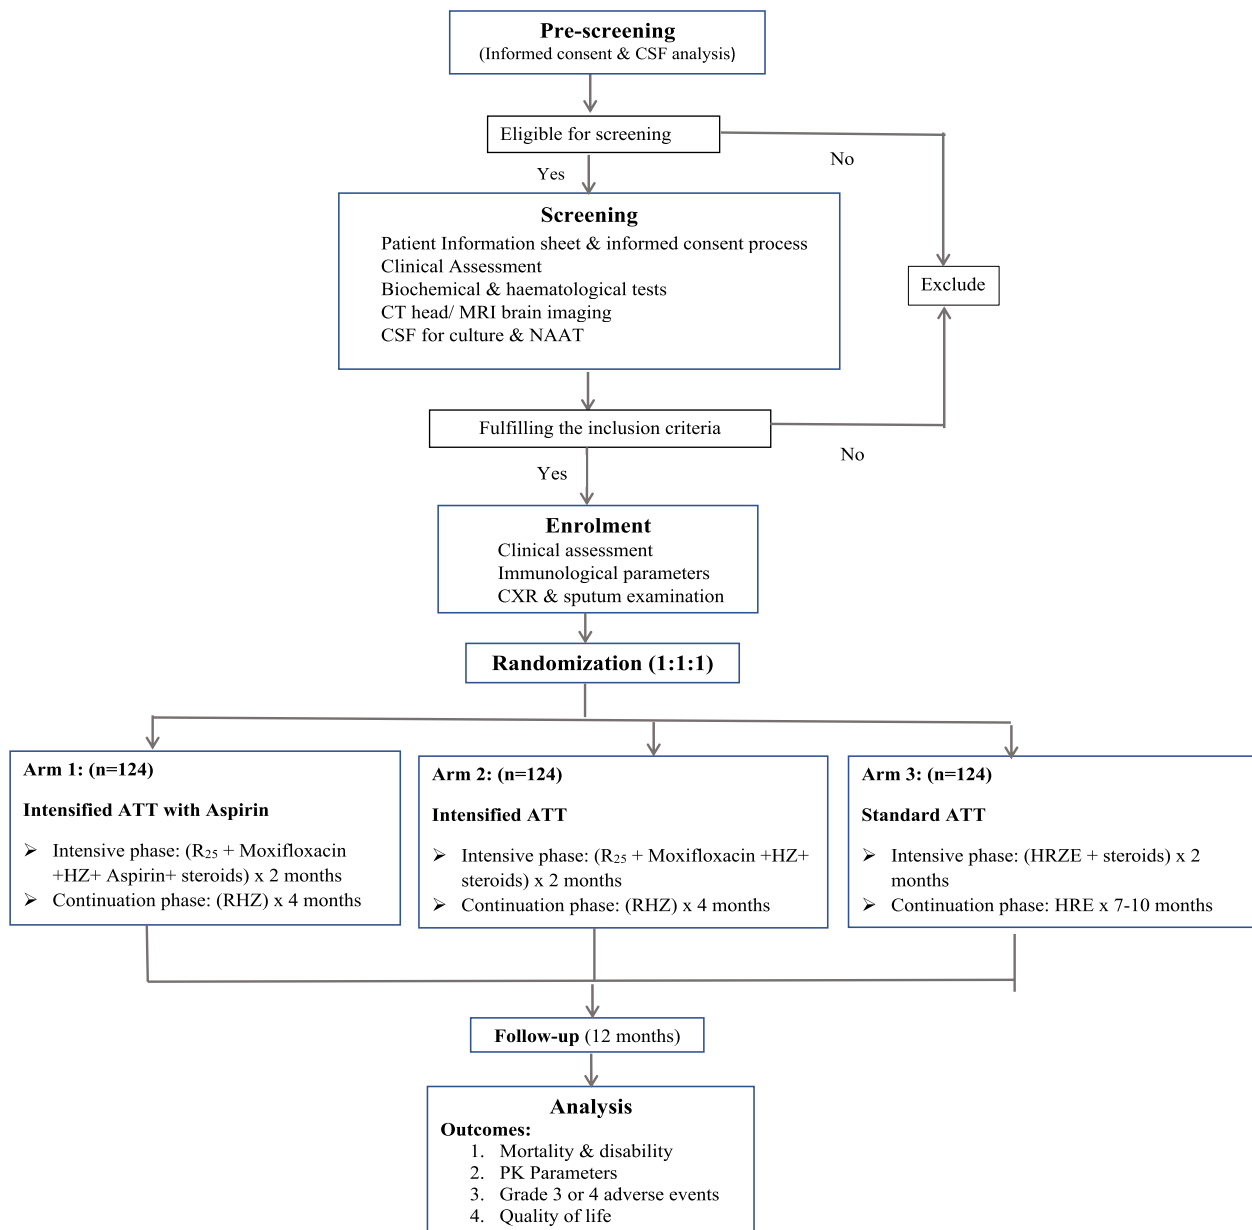 Pre-screening
(Informed consent & CSF analysis)
Eligible for screening
No
Yes
Screening
Patient Information sheet & informed consent process
Clinical Assessment
Biochemical & haematological tests
CT head/ MRI brain imaging
CSF for culture & NAAT
Exclude
Fulfilling the inclusion criteria
No
Yes
Enrolment
Clinical assessment
Immunological parameters
CXR & sputum examination
Randomization (1:1:1)
Arm 1: (n=124)
Intensified ATT with Aspirin
➢ Intensive phase: (R₂₅ + Moxifloxacin
+HZ+ Aspirin+ steroids) x 2 months
➢ Continuation phase: (RHZ) x 4 months
Arm 2: (n=124)
Intensified ATT
➢ Intensive phase: (R₂₅ + Moxifloxacin +HZ+
steroids) x 2 months
➢ Continuation phase: (RHZ) x 4 months
Arm 3: (n=124)
Standard ATT
➢ Intensive phase: (HRZE + steroids) x 2
months
➢ Continuation phase: HRE x 7-10 months
Follow-up (12 months)
Analysis
Outcomes:
1. Mortality & disability
2. PK Parameters
3. Grade 3 or 4 adverse events
4. Quality of life